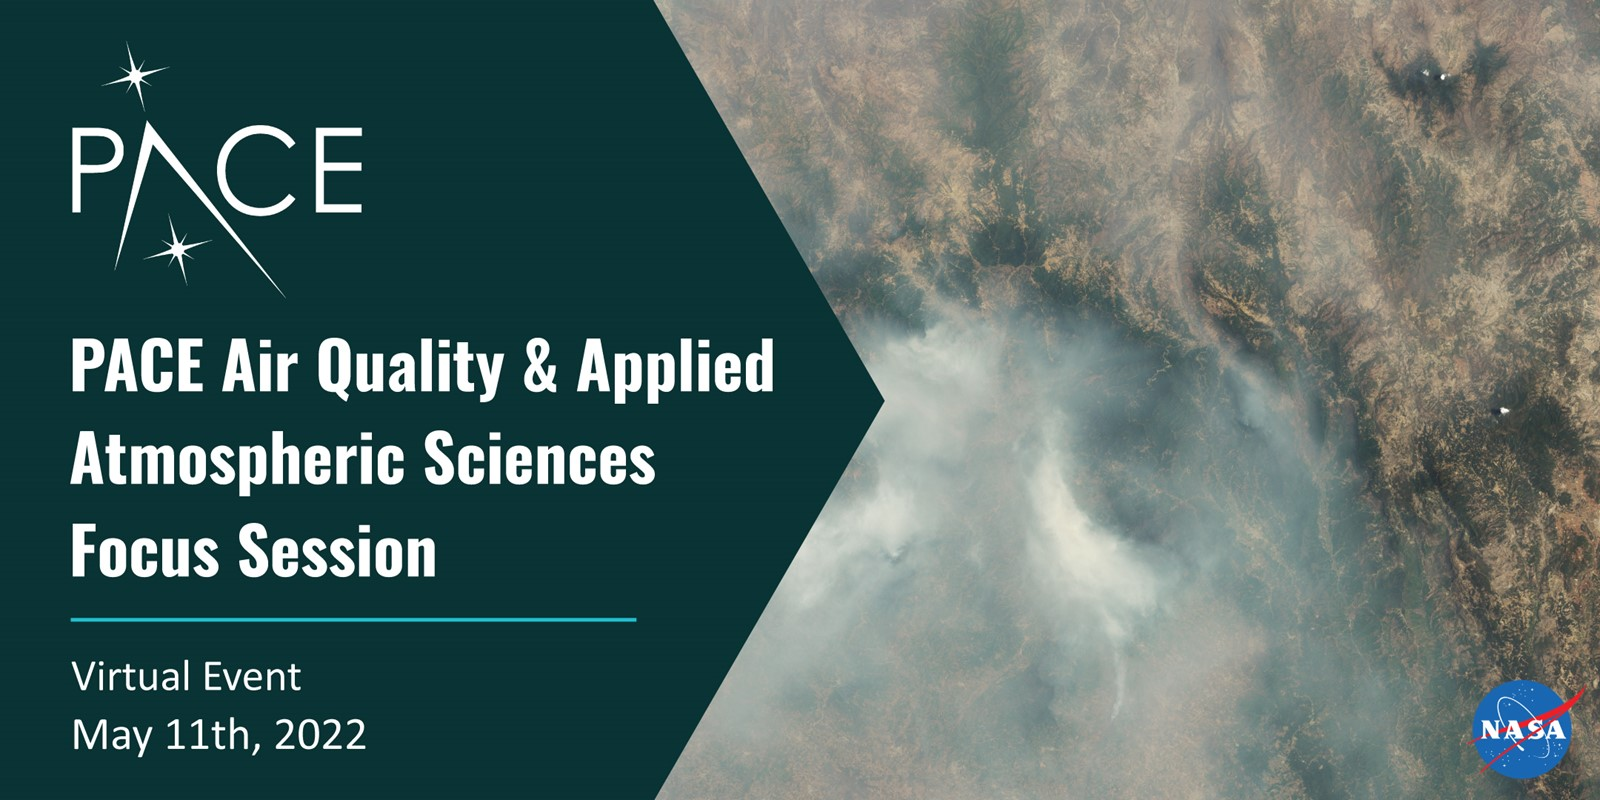 PACE
PACE Air Quality & Applied
Atmospheric Sciences
Focus Session
Virtual Event
May 11th, 2022
NASA